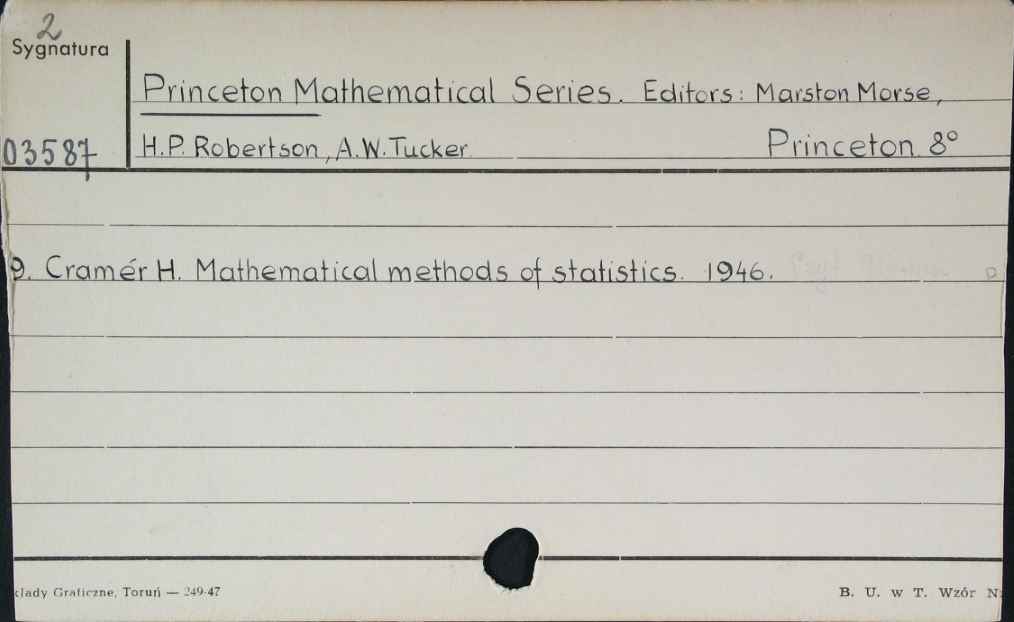 2
Sygnatura
Princeton Mathematical Series. Editors: Marston Morse,
03587 H.P. Robertson, A.W. Tucker. Princeton 8°
9. Cramér H. Mathematical methods of statistics. 1946.
kłady Graficzne, Toruń — 249-47 B. U. w T. Wzór N